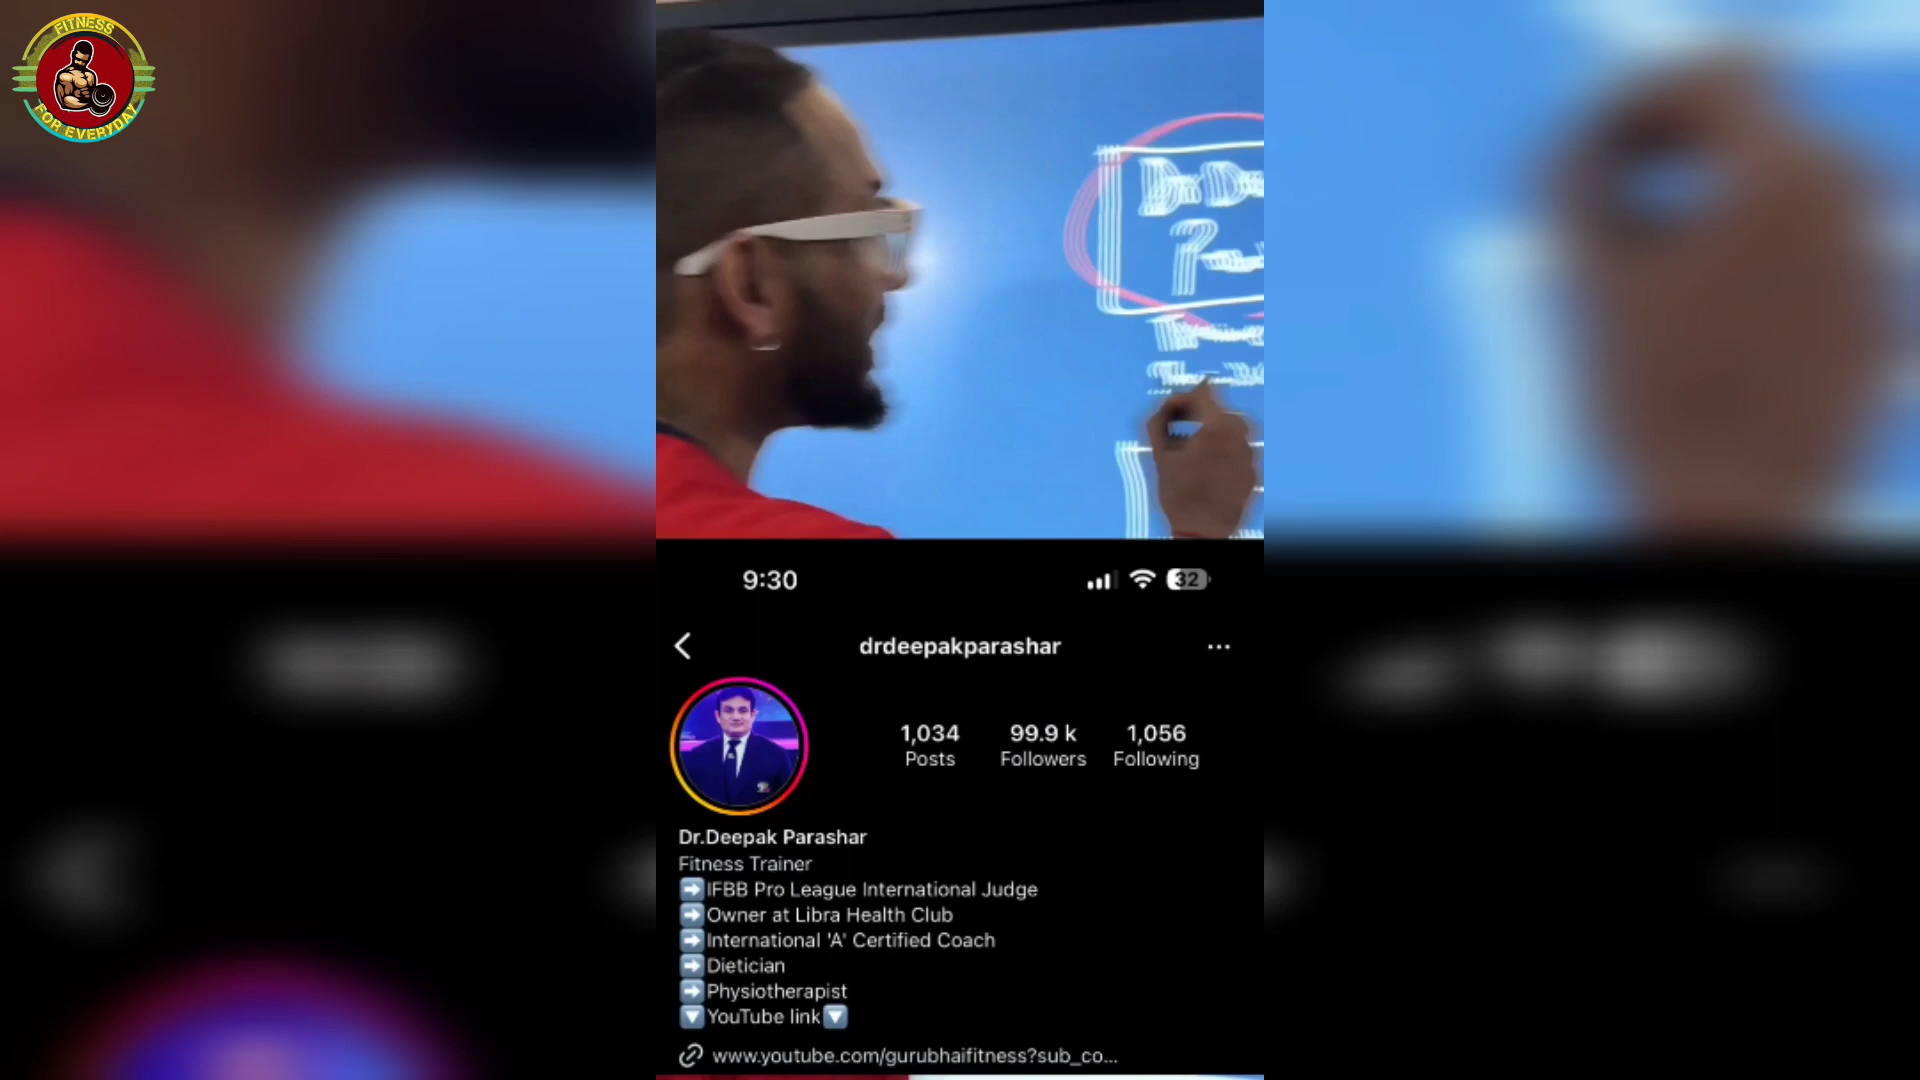 FITNESS
FOR EVERYDAY
9:30
32
drdeepakparashar
1,034 99.9 k 1,056
Posts Followers Following
Dr.Deepak Parashar
Fitness Trainer
➡IFBB Pro League International Judge
➡Owner at Libra Health Club
➡International 'A' Certified Coach
➡Dietician
➡Physiotherapist
🔽YouTube link🔽
www.youtube.com/gurubhaifitness?sub_co...